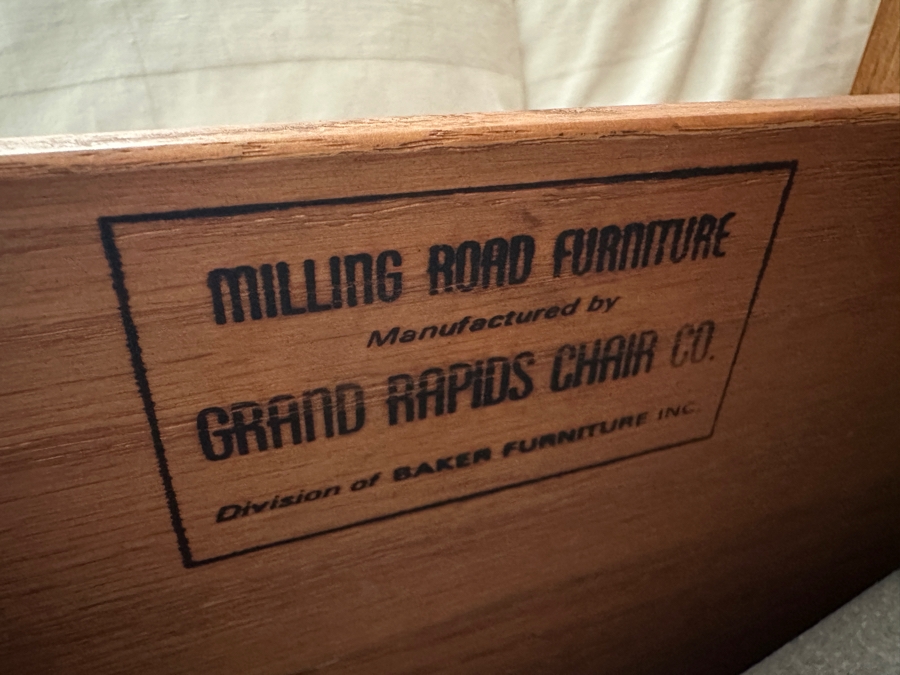 MILLING ROAD FURNITURE
Manufactured by
GRAND RAPIDS CHAIR CO.
Division of BAKER FURNITURE INC.